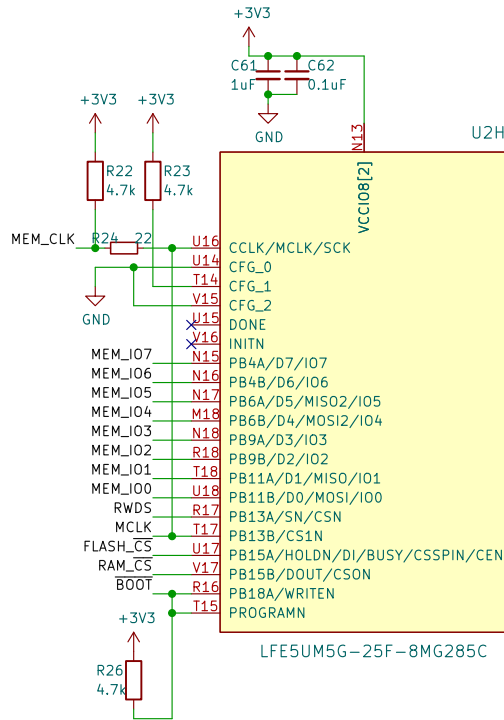 +3V3
C61
1uF
C62
0.1uF
GND
+3V3
+3V3
R22
4.7k
R23
4.7k
N13
U2H
VCCIO8[2]
MEM_CLK
R24 22
U16
CCLK/MCLK/SCK
U14
CFG_0
T14
CFG_1
V15
CFG_2
GND
U15
DONE
V16
INITN
MEM_IO7
N15
PB4A/D7/IO7
MEM_IO6
N16
PB4B/D6/IO6
MEM_IO5
N17
PB6A/D5/MISO2/IO5
MEM_IO4
M18
PB6B/D4/MOSI2/IO4
MEM_IO3
N18
PB9A/D3/IO3
MEM_IO2
R18
PB9B/D2/IO2
MEM_IO1
T18
PB11A/D1/MISO/IO1
MEM_IO0
U18
PB11B/D0/MOSI/IO0
RWDS
R17
PB13A/SN/CSN
MCLK
T17
PB13B/CS1N
FLASH_CS
U17
PB15A/HOLDN/DI/BUSY/CSSPIN/CEN
RAM_CS
V17
PB15B/DOUT/CSON
BOOT
R16
PB18A/WRITEN
T15
PROGRAMN
+3V3
R26
4.7k
LFE5UM5G-25F-8MG285C